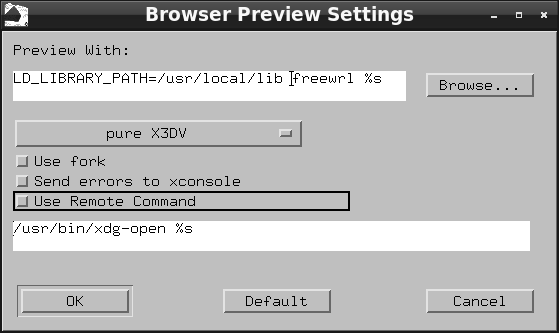 Browser Preview Settings
Preview With:
LD_LIBRARY_PATH=/usr/local/lib freewrl %s
Browse...
pure X3DV
Use fork
Send errors to xconsole
Use Remote Command
/usr/bin/xdg-open %s
OK Default Cancel